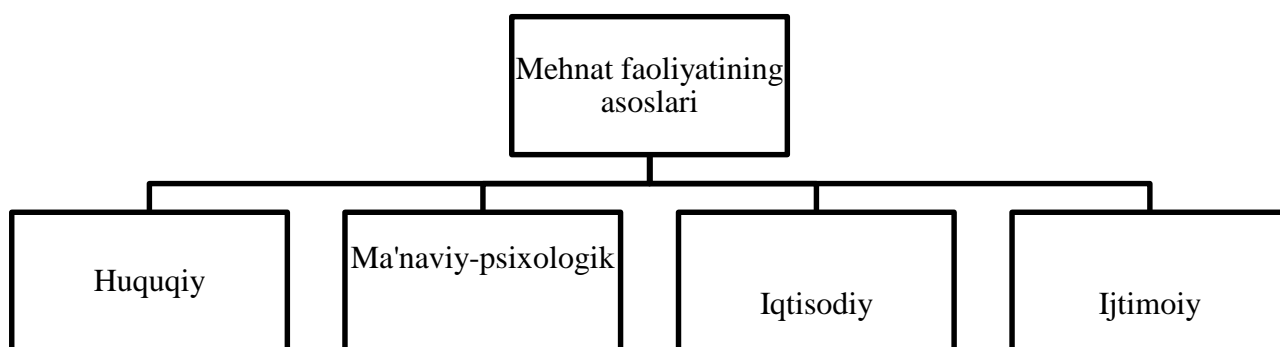 Mehnat faoliyatining
asoslari
Huquqiy
Ma'naviy-psixologik
Iqtisodiy
Ijtimoiy